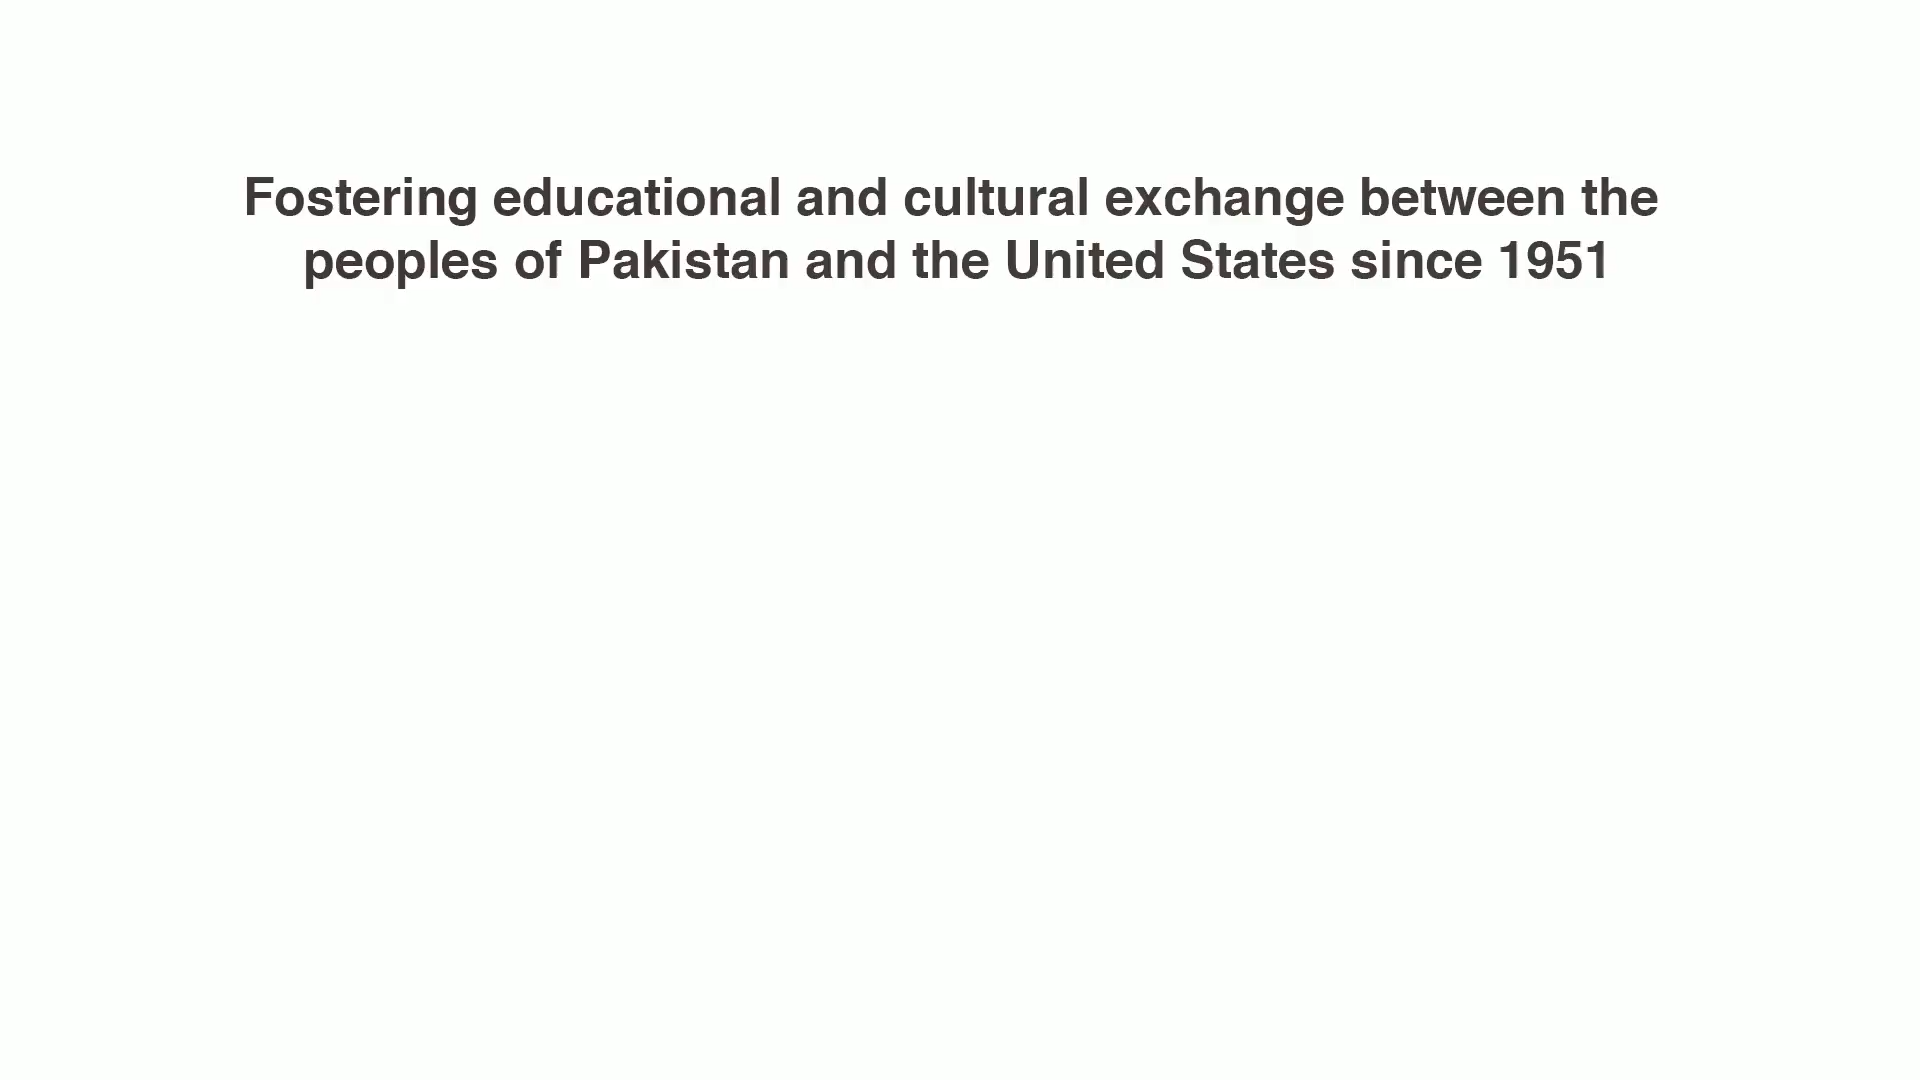 Fostering educational and cultural exchange between the
peoples of Pakistan and the United States since 1951